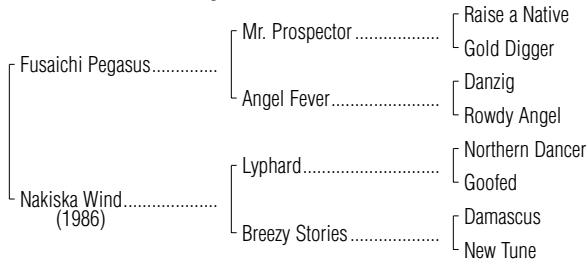 Raise a Native
Mr. Prospector ..................
Gold Digger
Fusaichi Pegasus..............
Danzig
Angel Fever.......................
Rowdy Angel
Northern Dancer
Lyphard.............................
Goofed
Nakiska Wind....................
(1986)
Damascus
Breezy Stories ...................
New Tune